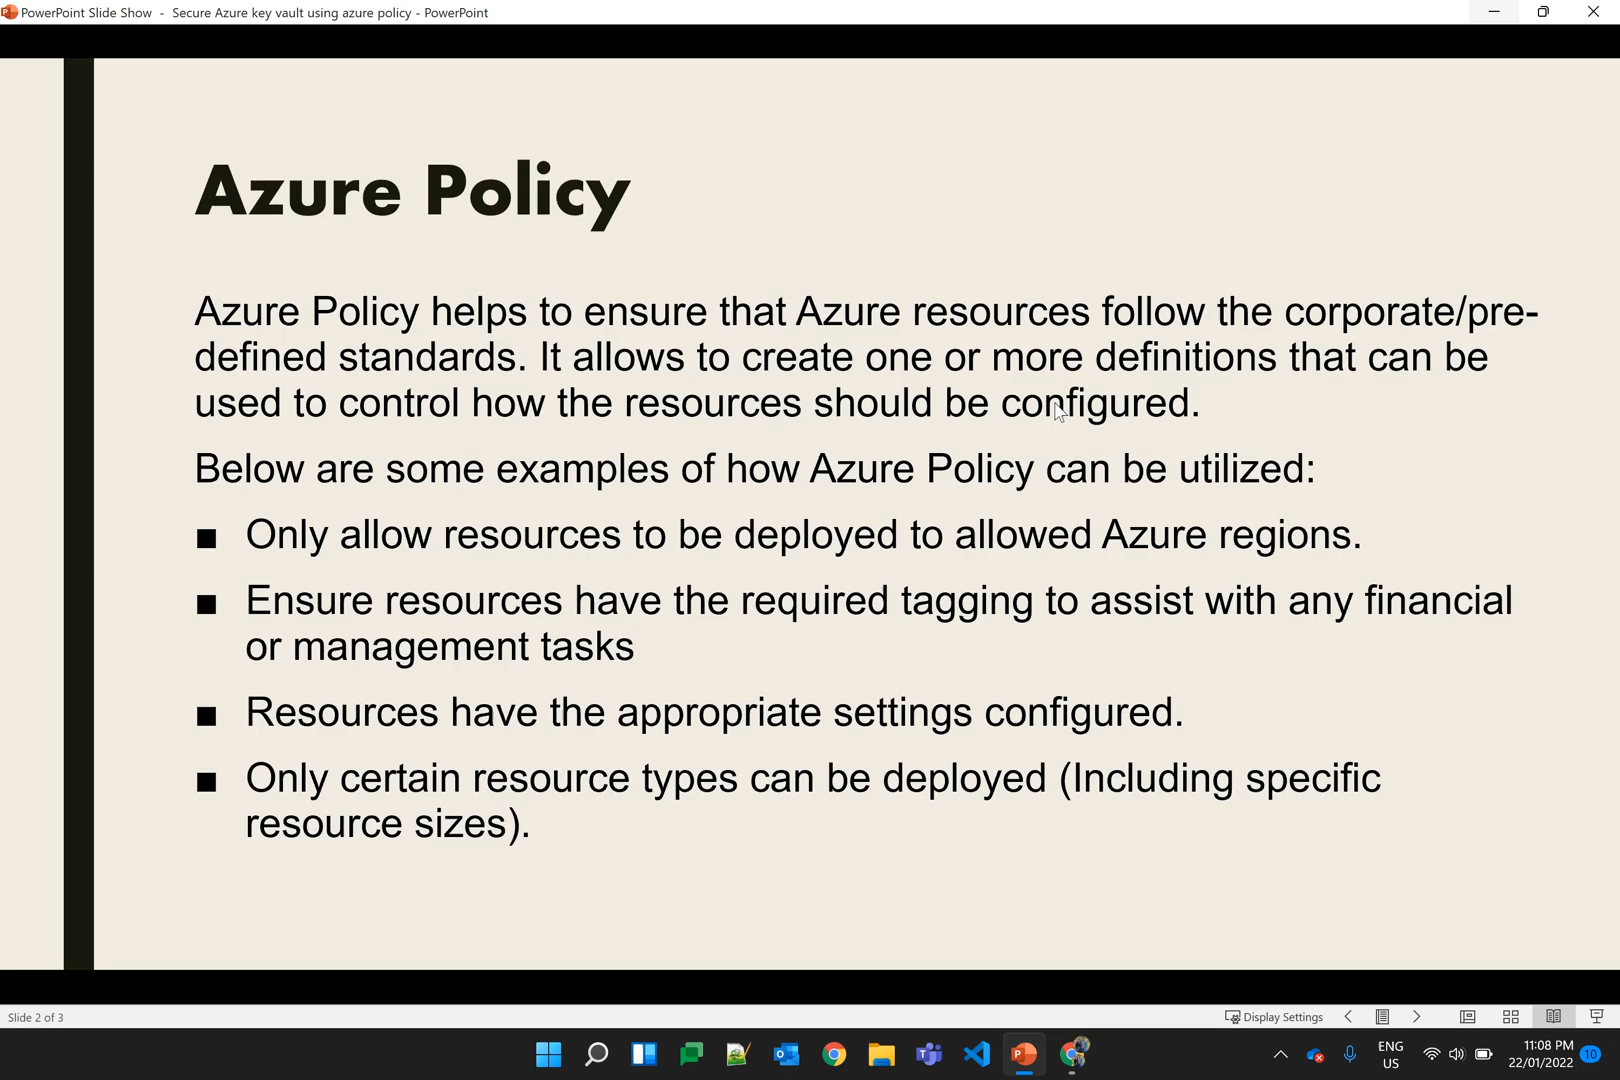 PowerPoint Slide Show - Secure Azure key vault using azure policy - PowerPoint
Azure Policy
Azure Policy helps to ensure that Azure resources follow the corporate/pre-
defined standards. It allows to create one or more definitions that can be
used to control how the resources should be configured.
Below are some examples of how Azure Policy can be utilized:
■ Only allow resources to be deployed to allowed Azure regions.
■ Ensure resources have the required tagging to assist with any financial
or management tasks
■ Resources have the appropriate settings configured.
■ Only certain resource types can be deployed (Including specific
resource sizes).
Slide 2 of 3
Display Settings
ENG
US
11:08 PM
22/01/2022
10